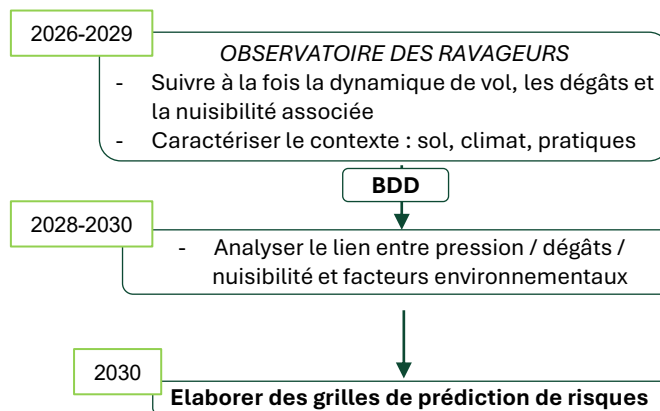 2026-2029
OBSERVATOIRE DES RAVAGEURS
- Suivre à la fois la dynamique de vol, les dégâts et
la nuisibilité associée
- Caractériser le contexte : sol, climat, pratiques
BDD
2028-2030
- Analyser le lien entre pression / dégâts /
nuisibilité et facteurs environnementaux
2030
Elaborer des grilles de prédiction de risques